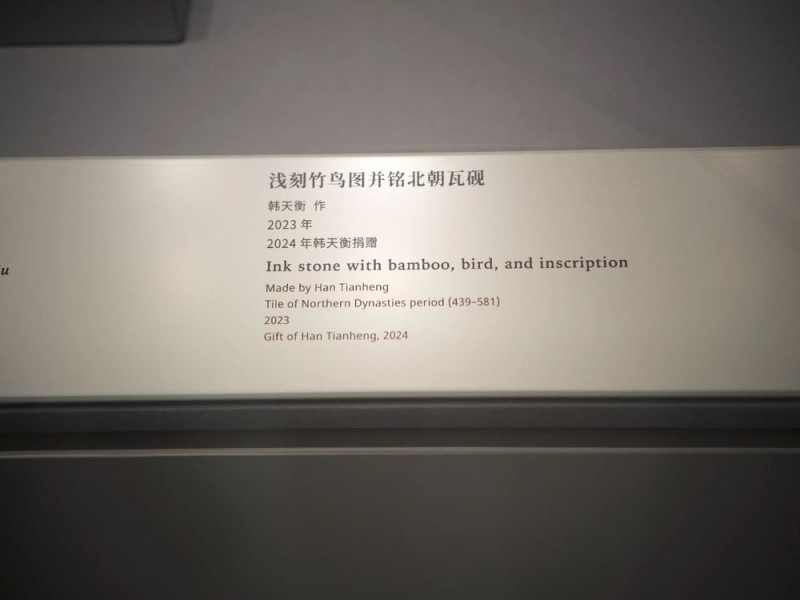 浅刻竹鸟图并铭北朝瓦砚
韩天衡 作
2023 年
2024 年韩天衡捐赠
Ink stone with bamboo, bird, and inscription
Made by Han Tianheng
Tile of Northern Dynasties period (439–581)
2023
Gift of Han Tianheng, 2024